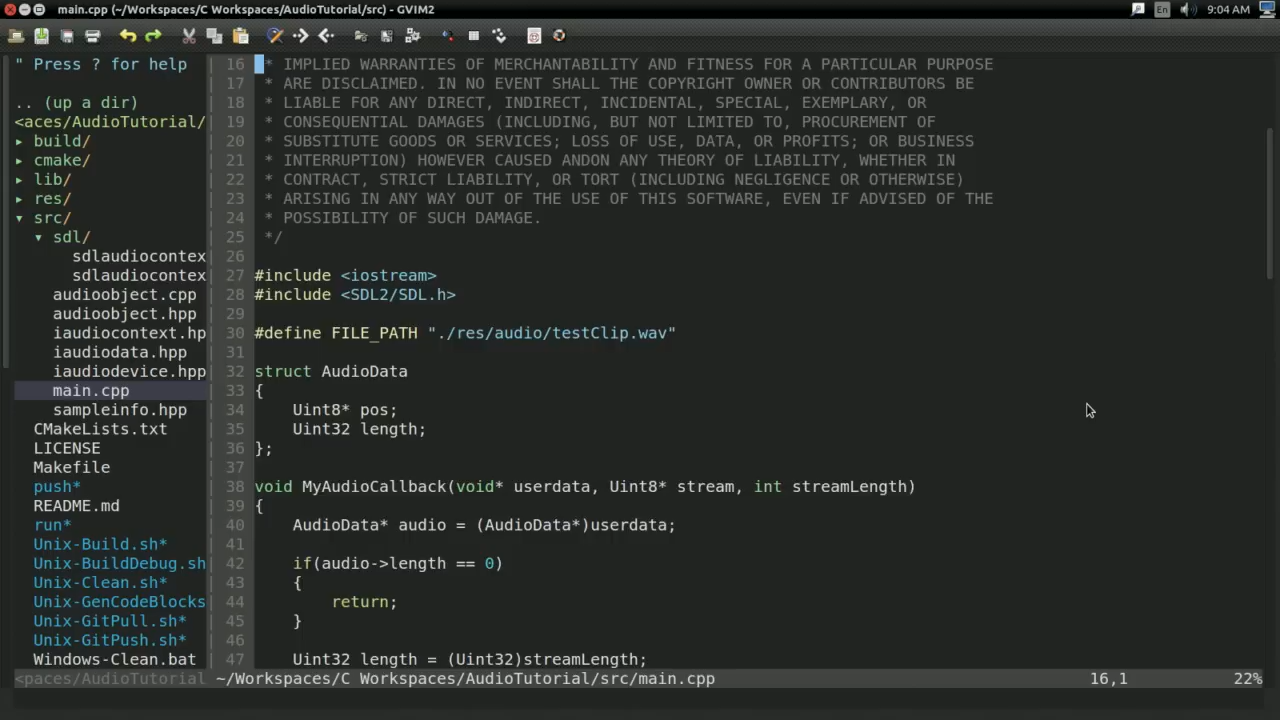 main.cpp (~/Workspaces/C Workspaces/AudioTutorial/src) - GVIM2
En
9:04 AM
" Press ? for help
.. (up a dir)
<aces/AudioTutorial/
▸ build/
▸ cmake/
▸ lib/
▸ res/
▾ src/
▾ sdl/
sdlaudiocontex
sdlaudiocontex
audioobject.cpp
audioobject.hpp
iaudiocontext.hp
iaudiodata.hpp
iaudiodevice.hpp
main.cpp
sampleinfo.hpp
CMakeLists.txt
LICENSE
Makefile
push*
README.md
run*
Unix-Build.sh*
Unix-BuildDebug.sh
Unix-Clean.sh*
Unix-GenCodeBlocks
Unix-GitPull.sh*
Unix-GitPush.sh*
Windows-Clean.bat
16 * IMPLIED WARRANTIES OF MERCHANTABILITY AND FITNESS FOR A PARTICULAR PURPOSE
17 * ARE DISCLAIMED. IN NO EVENT SHALL THE COPYRIGHT OWNER OR CONTRIBUTORS BE
18 * LIABLE FOR ANY DIRECT, INDIRECT, INCIDENTAL, SPECIAL, EXEMPLARY, OR
19 * CONSEQUENTIAL DAMAGES (INCLUDING, BUT NOT LIMITED TO, PROCUREMENT OF
20 * SUBSTITUTE GOODS OR SERVICES; LOSS OF USE, DATA, OR PROFITS; OR BUSINESS
21 * INTERRUPTION) HOWEVER CAUSED ANDON ANY THEORY OF LIABILITY, WHETHER IN
22 * CONTRACT, STRICT LIABILITY, OR TORT (INCLUDING NEGLIGENCE OR OTHERWISE)
23 * ARISING IN ANY WAY OUT OF THE USE OF THIS SOFTWARE, EVEN IF ADVISED OF THE
24 * POSSIBILITY OF SUCH DAMAGE.
25 */
26
27 #include <iostream>
28 #include <SDL2/SDL.h>
29
30 #define FILE_PATH "./res/audio/testClip.wav"
31
32 struct AudioData
33 {
34 Uint8* pos;
35 Uint32 length;
36 };
37
38 void MyAudioCallback(void* userdata, Uint8* stream, int streamLength)
39 {
40 AudioData* audio = (AudioData*)userdata;
41
42 if(audio->length == 0)
43 {
44 return;
45 }
46
47 Uint32 length = (Uint32)streamLength;
<paces/AudioTutorial ~/Workspaces/C Workspaces/AudioTutorial/src/main.cpp 16,1 22%